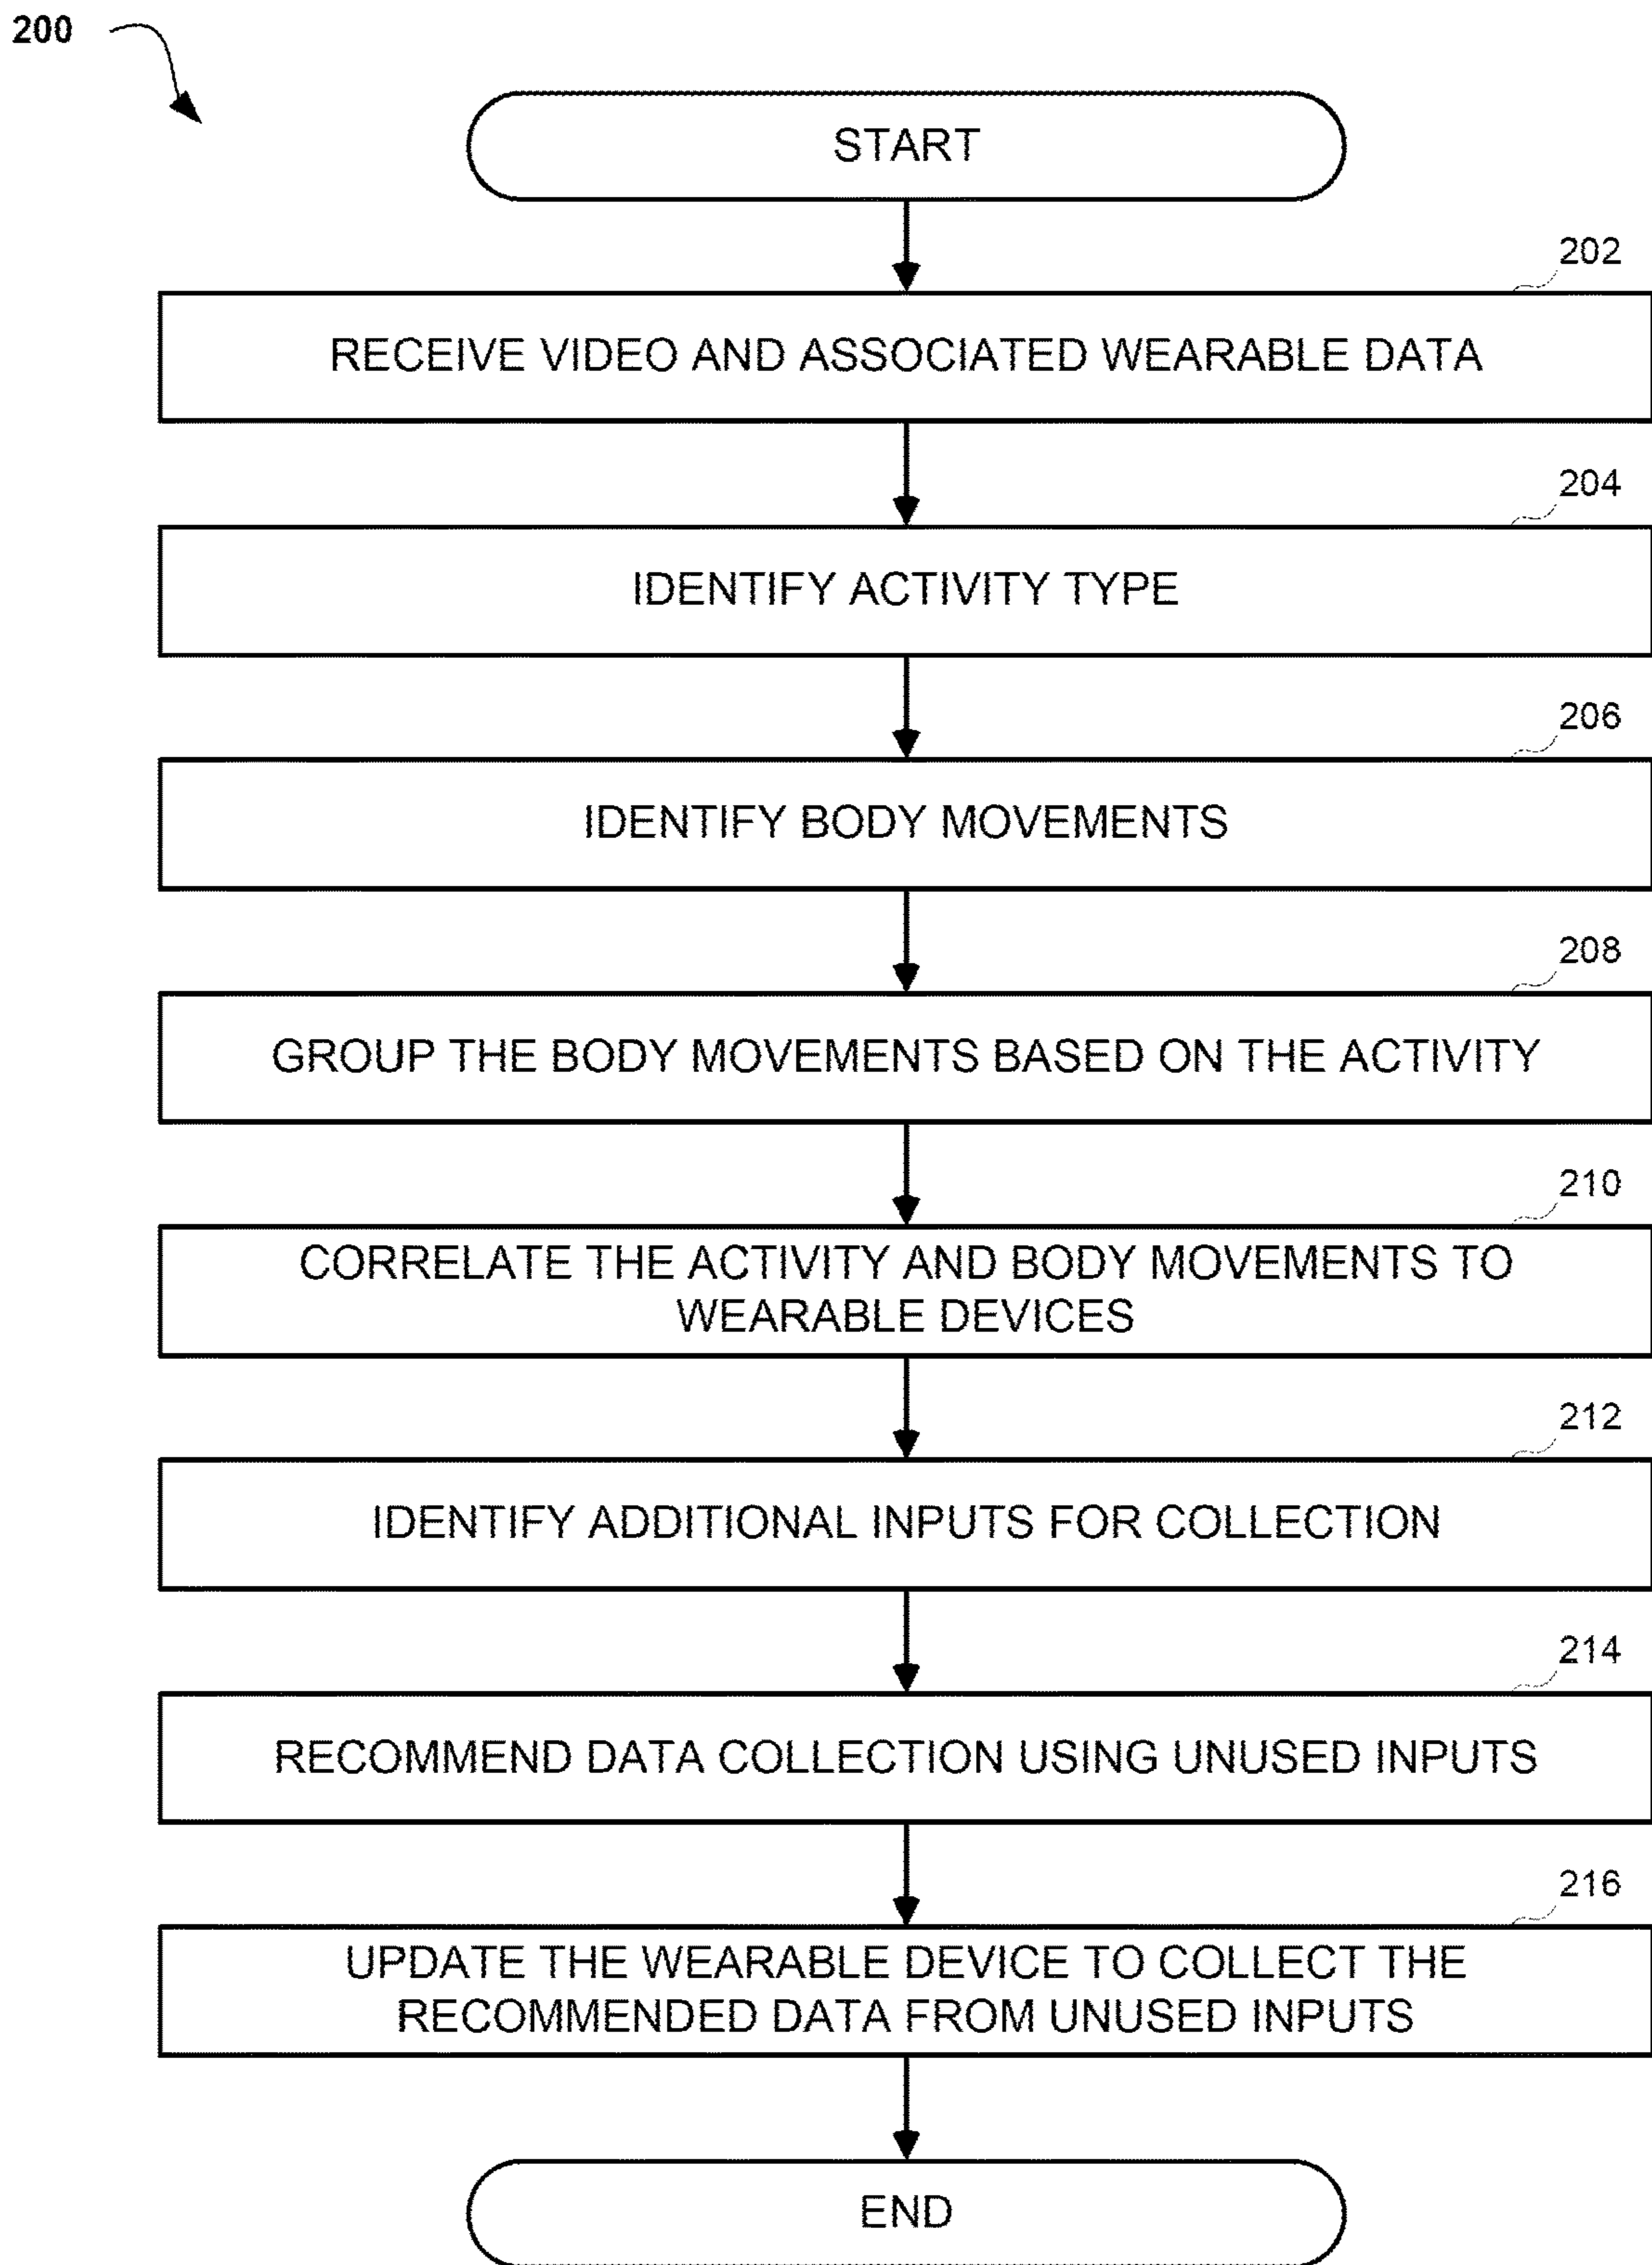 200
START
202
RECEIVE VIDEO AND ASSOCIATED WEARABLE DATA
204
IDENTIFY ACTIVITY TYPE
206
IDENTIFY BODY MOVEMENTS
208
GROUP THE BODY MOVEMENTS BASED ON THE ACTIVITY
210
CORRELATE THE ACTIVITY AND BODY MOVEMENTS TO
WEARABLE DEVICES
212
IDENTIFY ADDITIONAL INPUTS FOR COLLECTION
214
RECOMMEND DATA COLLECTION USING UNUSED INPUTS
216
UPDATE THE WEARABLE DEVICE TO COLLECT THE
RECOMMENDED DATA FROM UNUSED INPUTS
END